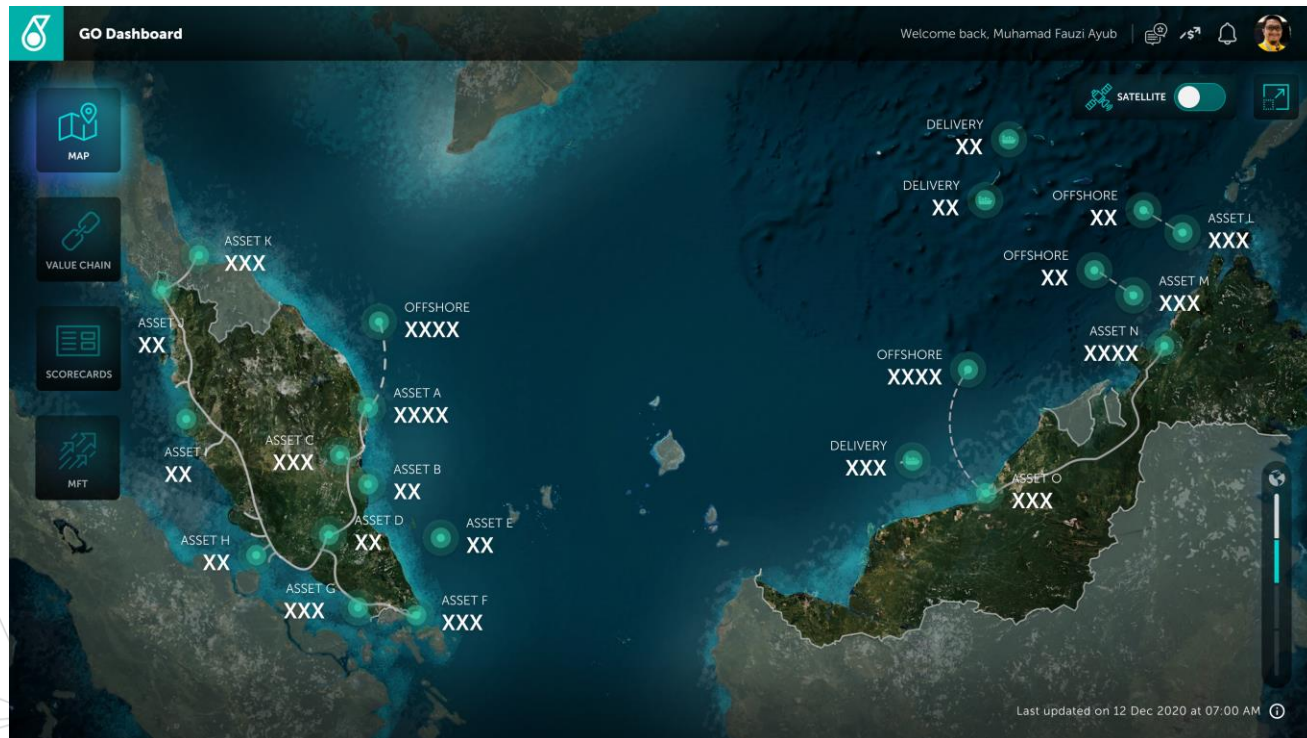 GO Dashboard
Welcome back, Muhamad Fauzi Ayub
SATELLITE
MAP
VALUE CHAIN
SCORECARDS
MFT
ASSET K
XXX
ASSET J
XX
OFFSHORE
XXXX
ASSET A
XXXX
ASSET C
XXX
ASSET I
XX
ASSET B
XX
ASSET D
XX
ASSET E
XX
ASSET H
XX
ASSET G
XXX
ASSET F
XXX
DELIVERY
XX
DELIVERY
XX
OFFSHORE
XX
ASSET L
XXX
OFFSHORE
XX
ASSET M
XXX
ASSET N
XXXX
OFFSHORE
XXXX
DELIVERY
XXX
ASSET O
XXX
Last updated on 12 Dec 2020 at 07:00 AM